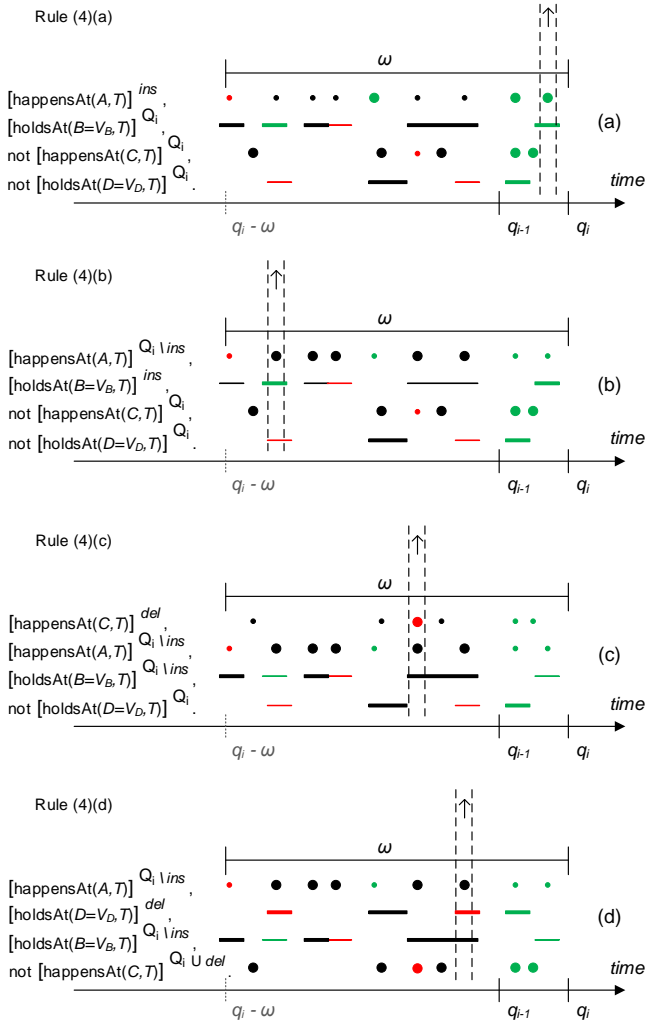 Rule (4)(a)
ω
[happensAt(A,T)] ins ,
[holdsAt(B=V_B,T)] Q_i ,
(a)
not [happensAt(C,T)] Q_i ,
not [holdsAt(D=V_D,T)] Q_i .
time
q_i - ω
q_{i-1}
q_i
Rule (4)(b)
ω
[happensAt(A,T)] Q_i \ins ,
[holdsAt(B=V_B,T)] ins ,
(b)
not [happensAt(C,T)] Q_i ,
not [holdsAt(D=V_D,T)] Q_i .
time
q_i - ω
q_{i-1}
q_i
Rule (4)(c)
ω
[happensAt(C,T)] del ,
[happensAt(A,T)] Q_i \ins ,
[holdsAt(B=V_B,T)] Q_i \ins ,
(c)
not [holdsAt(D=V_D,T)] Q_i .
time
q_i - ω
q_{i-1}
q_i
Rule (4)(d)
ω
[happensAt(A,T)] Q_i \ins ,
[holdsAt(D=V_D,T)] del ,
(d)
[holdsAt(B=V_B,T)] Q_i \ins ,
not [happensAt(C,T)] Q_i U del .
time
q_i - ω
q_{i-1}
q_i